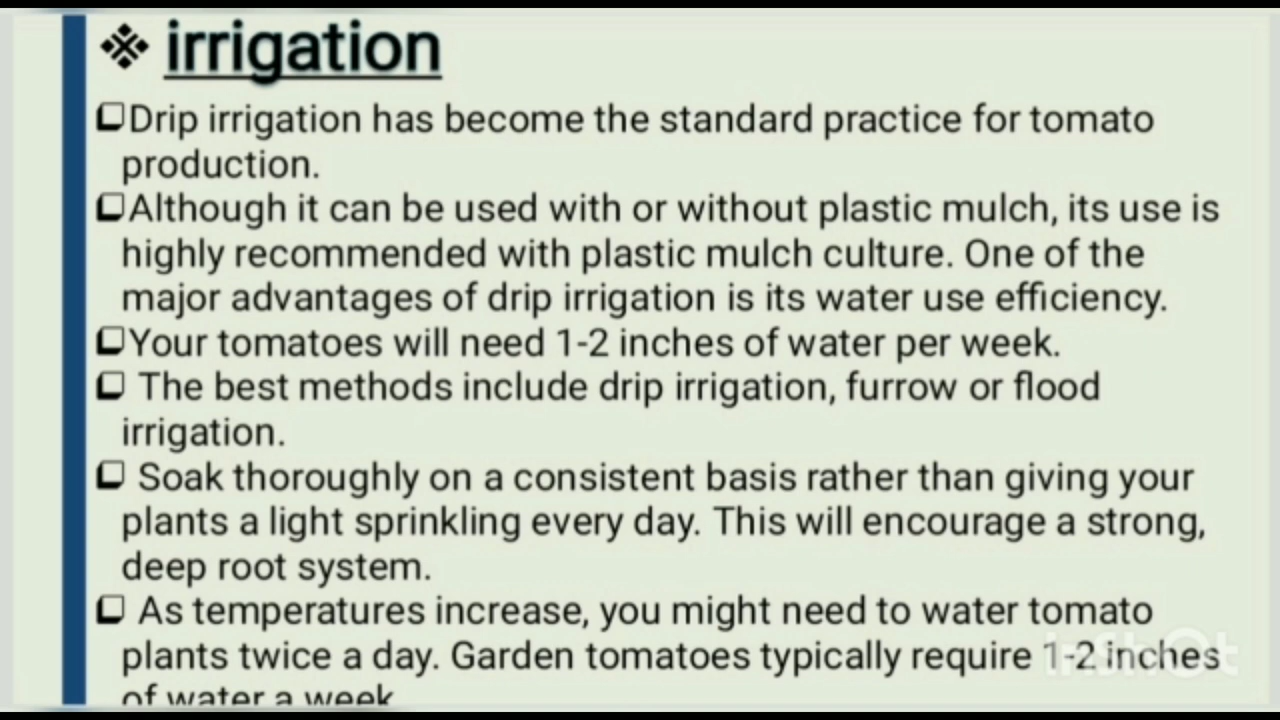 ❖ irrigation
❑Drip irrigation has become the standard practice for tomato
production.
❑Although it can be used with or without plastic mulch, its use is
highly recommended with plastic mulch culture. One of the
major advantages of drip irrigation is its water use efficiency.
❑Your tomatoes will need 1-2 inches of water per week.
❑ The best methods include drip irrigation, furrow or flood
irrigation.
❑ Soak thoroughly on a consistent basis rather than giving your
plants a light sprinkling every day. This will encourage a strong,
deep root system.
❑ As temperatures increase, you might need to water tomato
plants twice a day. Garden tomatoes typically require 1-2 inches
of water a week
InShOt